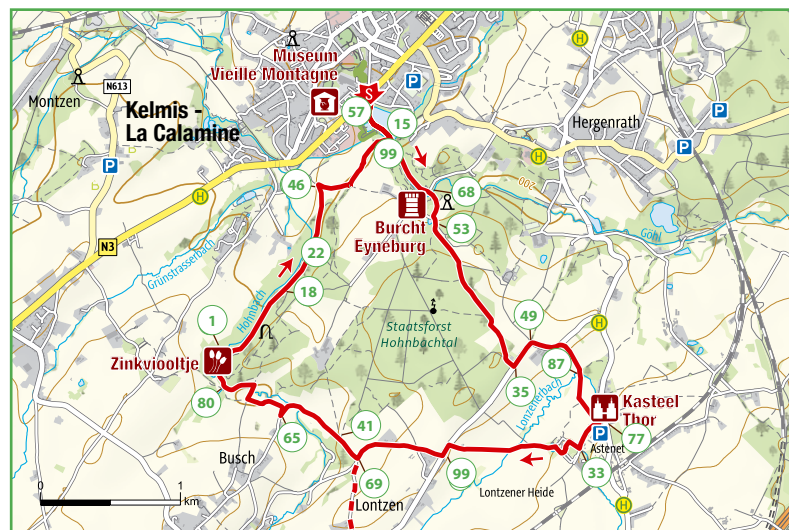 Museum
Vieille Montagne
N613
Montzen
Kelmis -
La Calamine
S
P
57
15
Hergenrath
P
P
P
H
H
99
46
68
200
H
Burcht
Eyneburg
53
N3
Göhl
Grünstrasserbach
22
Hohnbach
18
1
Staatsforst
Hohnbachtal
49
H
Zinkviooltje
87
35
Lonzenerbach
80
Kasteel
Thor
41
65
P
77
Astenet
Busch
69
99
33
Lontzener Heide
0
1
km
Lontzen
H